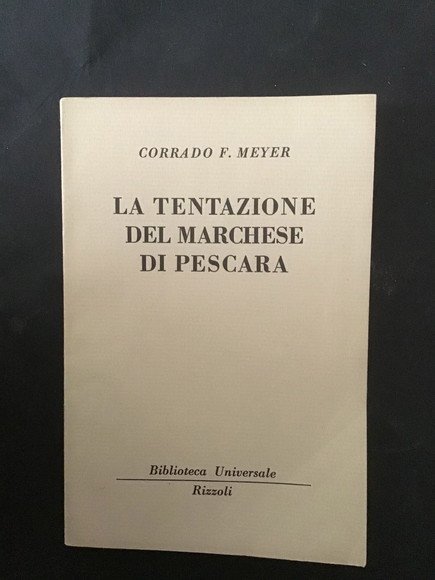 CORRADO F. MEYER
LA TENTAZIONE
DEL MARCHESE
DI PESCARA
Biblioteca Universale
Rizzoli